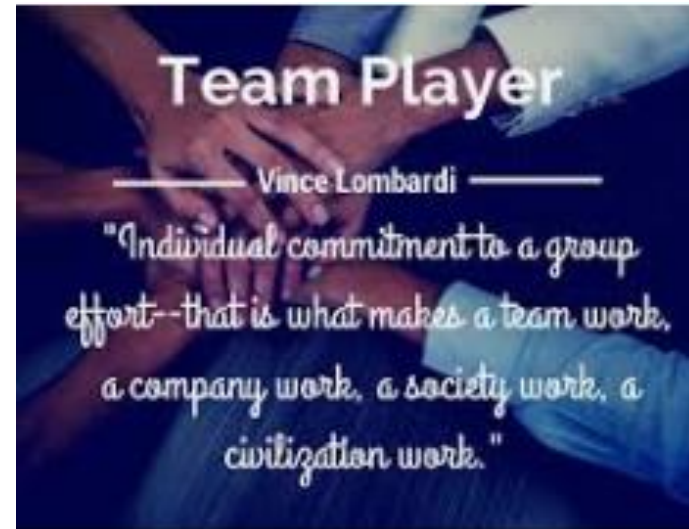 Team Player
Vince Lombardi
"Individual commitment to a group
effort--that is what makes a team work,
a company work, a society work, a
civilization work."